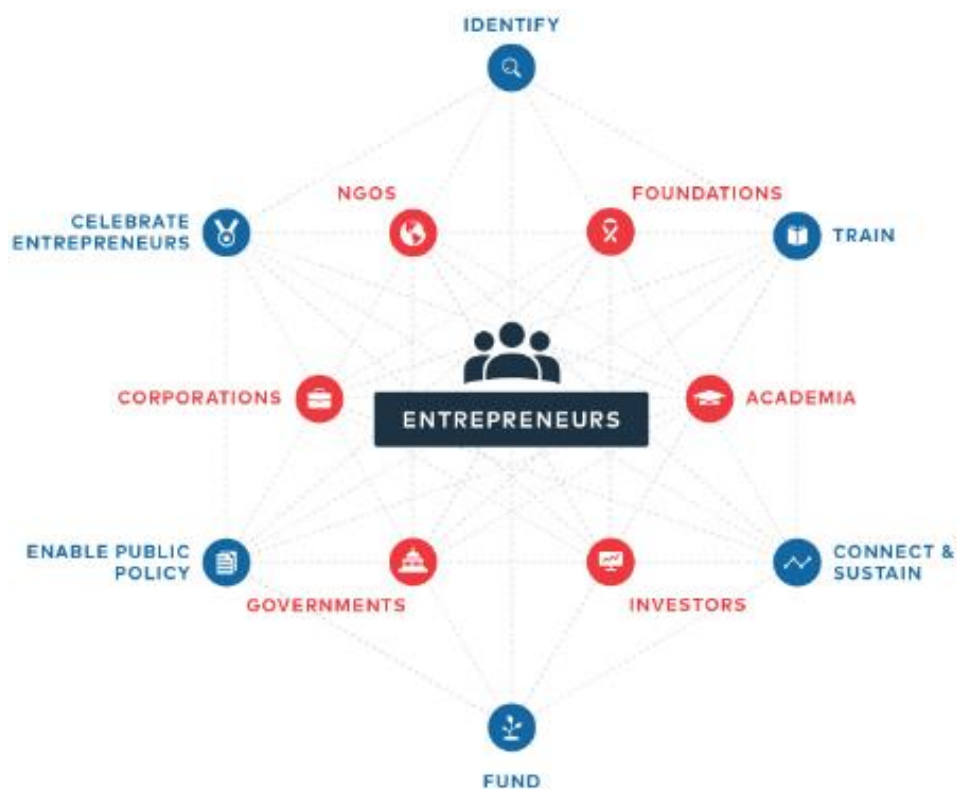 IDENTIFY
NGOS
FOUNDATIONS
CELEBRATE
ENTREPRENEURS
TRAIN
CORPORATIONS
ENTREPRENEURS
ACADEMIA
ENABLE PUBLIC
POLICY
CONNECT &
SUSTAIN
GOVERNMENTS
INVESTORS
FUND